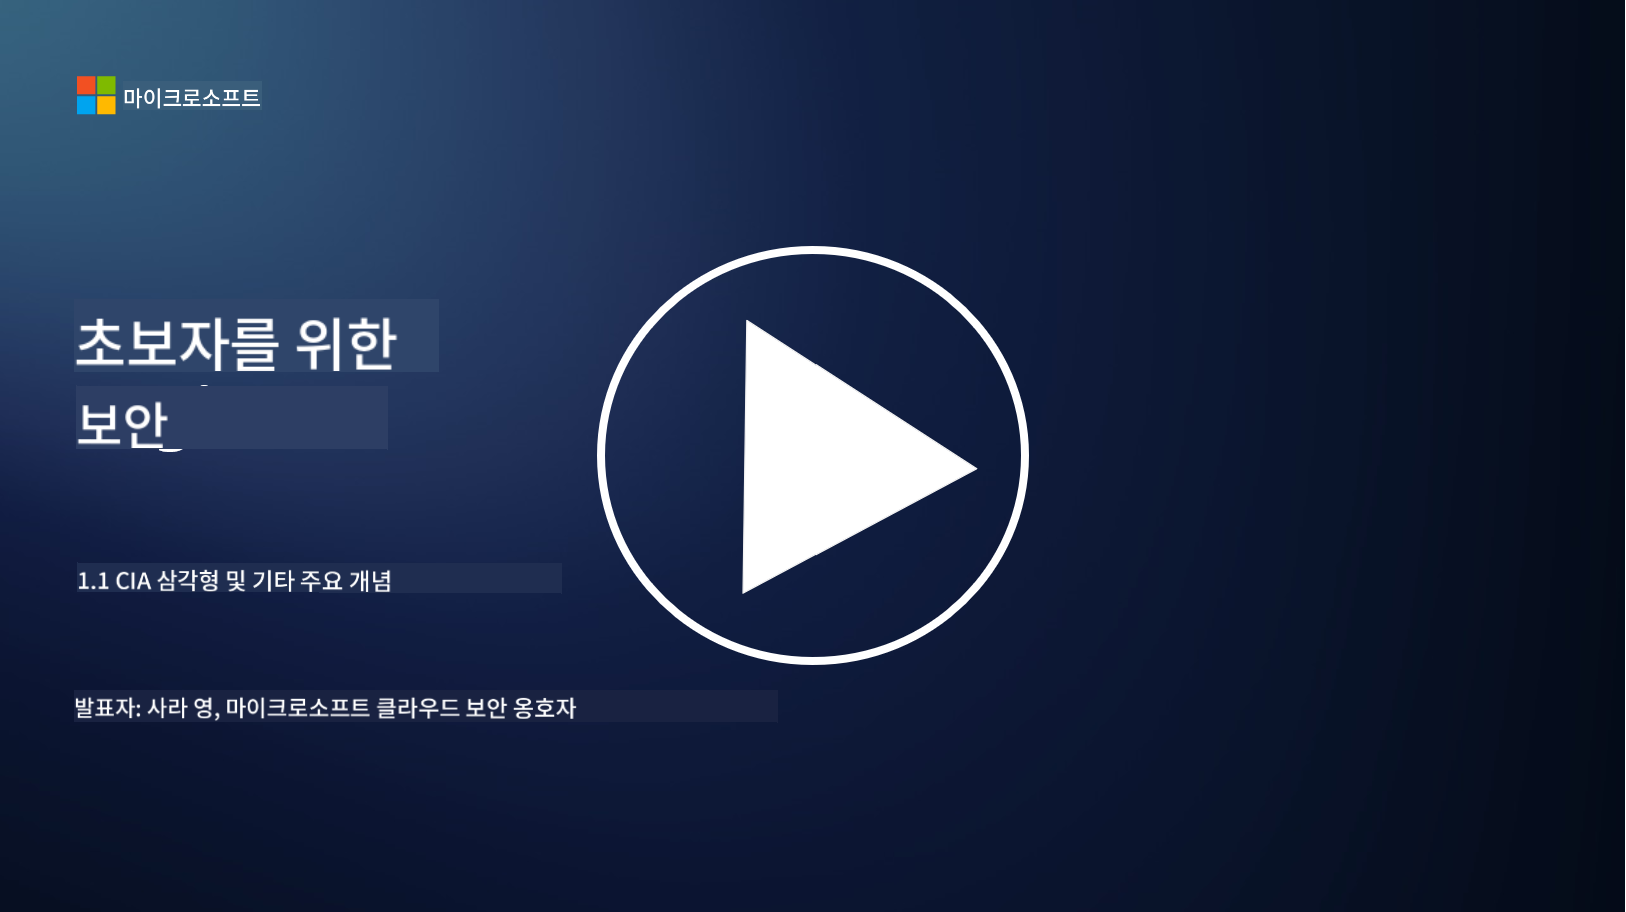 마이크로소프트
초보자를 위한
보안
1.1 CIA 삼각형 및 기타 주요 개념
발표자: 사라 영, 마이크로소프트 클라우드 보안 옹호자